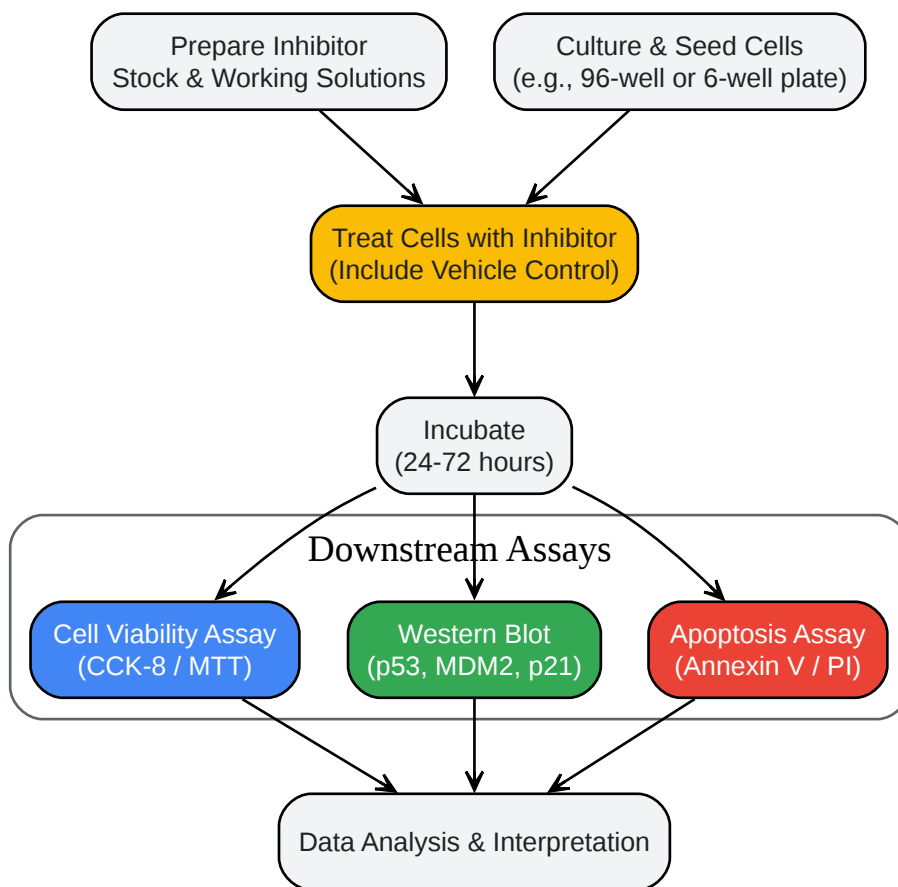 Prepare Inhibitor
Stock & Working Solutions
Culture & Seed Cells
(e.g., 96-well or 6-well plate)
Treat Cells with Inhibitor
(Include Vehicle Control)
Incubate
(24-72 hours)
Downstream Assays
Cell Viability Assay
(CCK-8 / MTT)
Western Blot
(p53, MDM2, p21)
Apoptosis Assay
(Annexin V / PI)
Data Analysis & Interpretation